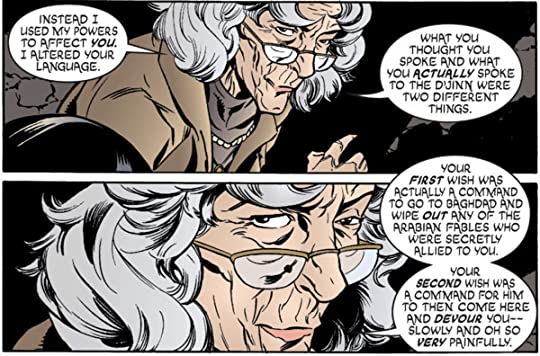 INSTEAD I
USED MY POWERS
TO AFFECT YOU.
I ALTERED YOUR
LANGUAGE.
WHAT YOU
THOUGHT YOU
SPOKE AND WHAT
YOU ACTUALLY SPOKE
TO THE D'JINN WERE
TWO DIFFERENT
THINGS.
YOUR
FIRST WISH WAS
ACTUALLY A COMMAND
TO GO TO BAGHDAD AND
WIPE OUT ANY OF THE
ARABIAN FABLES WHO
WERE SECRETLY
ALLIED TO YOU.
YOUR
SECOND WISH WAS
A COMMAND FOR HIM
TO THEN COME HERE
AND DEVOUR YOU--
SLOWLY AND OH SO
VERY PAINFULLY.